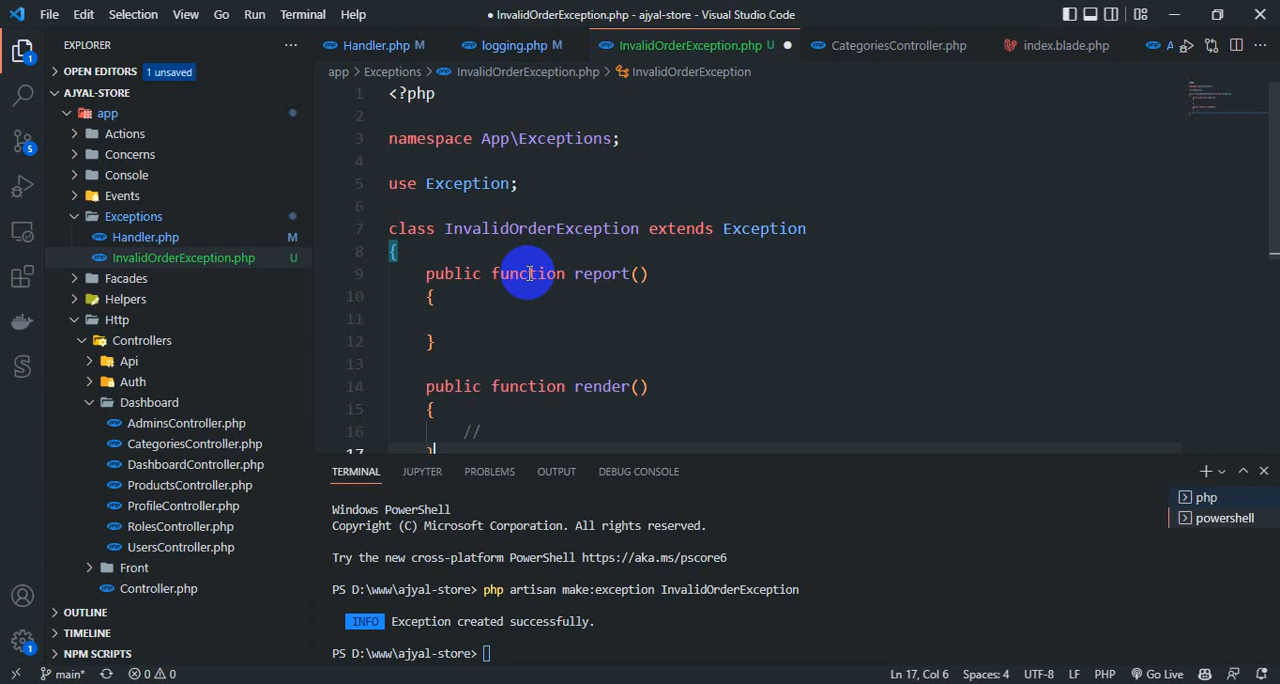 File Edit Selection View Go Run Terminal Help
● InvalidOrderException.php - ajyal-store - Visual Studio Code
EXPLORER
OPEN EDITORS 1 unsaved
AJYAL-STORE
app
Actions
Concerns
Console
Events
Exceptions
Handler.php M
InvalidOrderException.php U
Facades
Helpers
Http
Controllers
Api
Auth
Dashboard
AdminsController.php
CategoriesController.php
DashboardController.php
ProductsController.php
ProfileController.php
RolesController.php
UsersController.php
Front
Controller.php
OUTLINE
TIMELINE
NPM SCRIPTS
1
5
1
Handler.php M logging.php M InvalidOrderException.php U ● CategoriesController.php index.blade.php A
app > Exceptions > InvalidOrderException.php > InvalidOrderException
1 <?php
2
3 namespace App\Exceptions;
4
5 use Exception;
6
7 class InvalidOrderException extends Exception
8 {
9 public function report()
10 {
11
12 }
13
14 public function render()
15 {
16 //
17 }
TERMINAL JUPYTER PROBLEMS OUTPUT DEBUG CONSOLE
Windows PowerShell
Copyright (C) Microsoft Corporation. All rights reserved.
Try the new cross-platform PowerShell https://aka.ms/pscore6
PS D:\www\ajyal-store> php artisan make:exception InvalidOrderException
INFO Exception created successfully.
PS D:\www\ajyal-store>
php
powershell
main* 0 0 Ln 17, Col 6 Spaces: 4 UTF-8 LF PHP Go Live